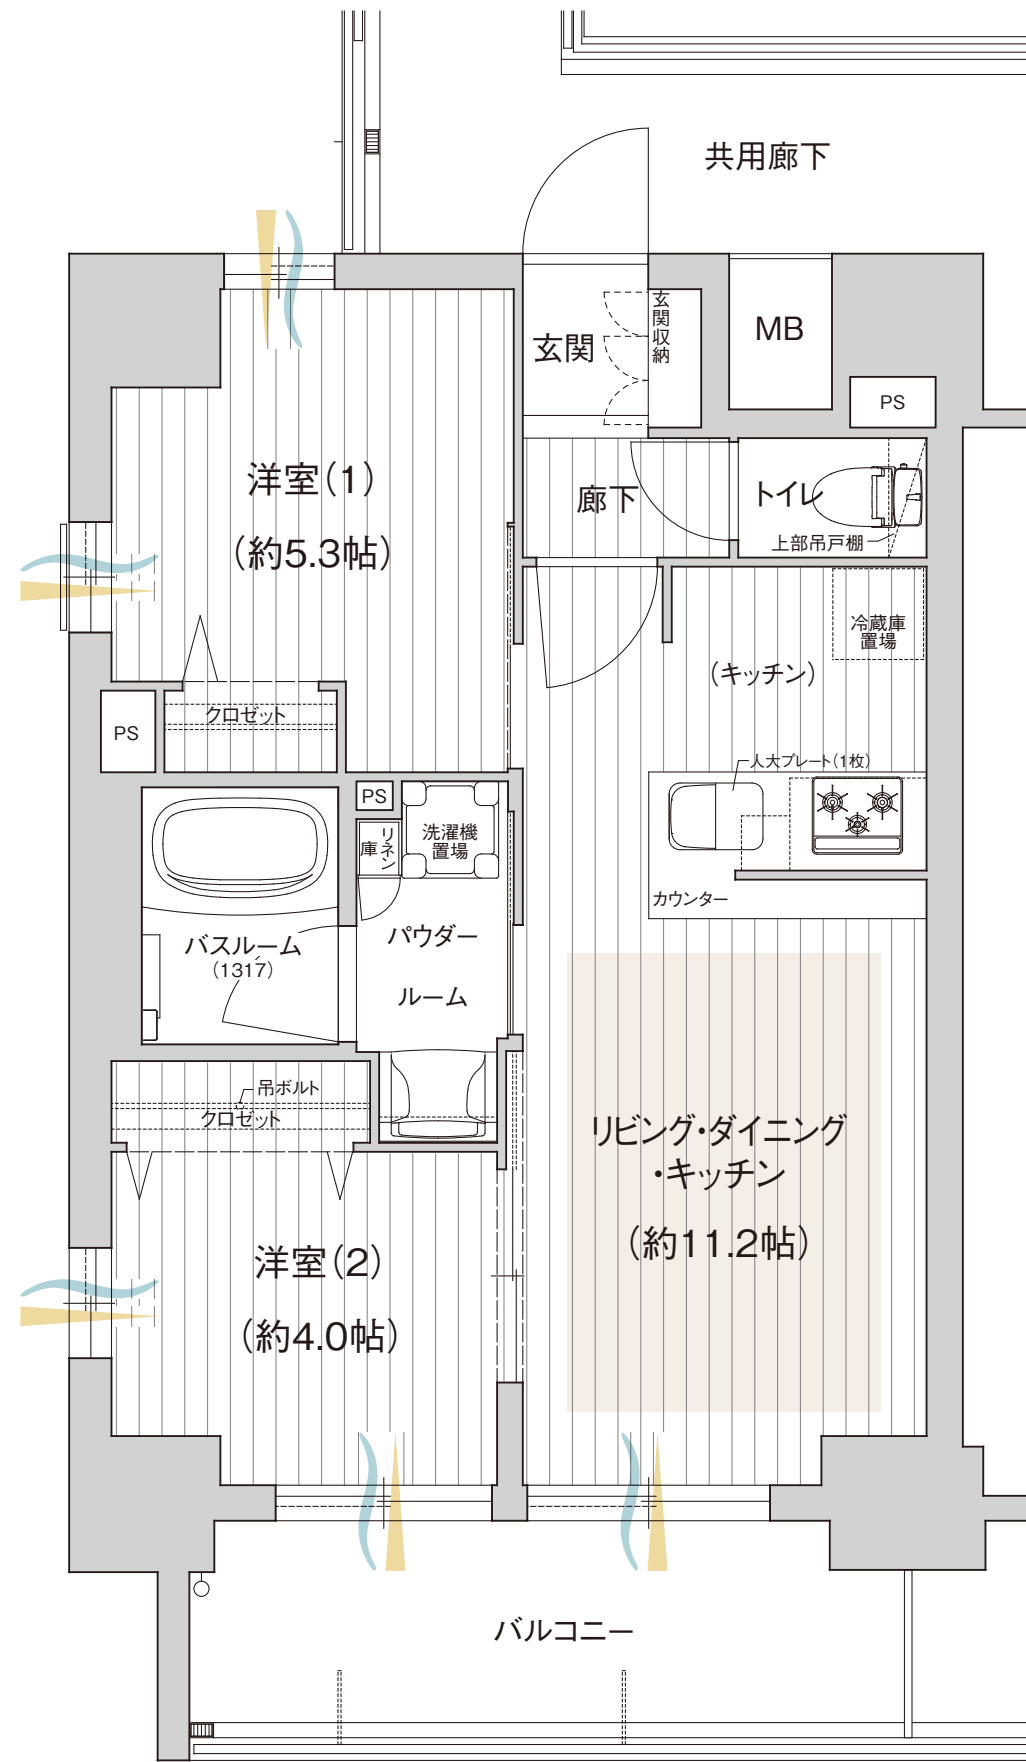 共用廊下
玄関
玄関収納
MB
PS
洋室(1)
(約5.3帖)
廊下
トイレ
上部吊戸棚
冷蔵庫
置場
(キッチン)
クロゼット
PS
人大プレート(1枚)
PS
リネン
庫
洗濯機
置場
カウンター
バスルーム
(1317)
パウダー
ルーム
吊ボルト
クロゼット
リビング・ダイニング
・キッチン
(約11.2帖)
洋室(2)
(約4.0帖)
バルコニー